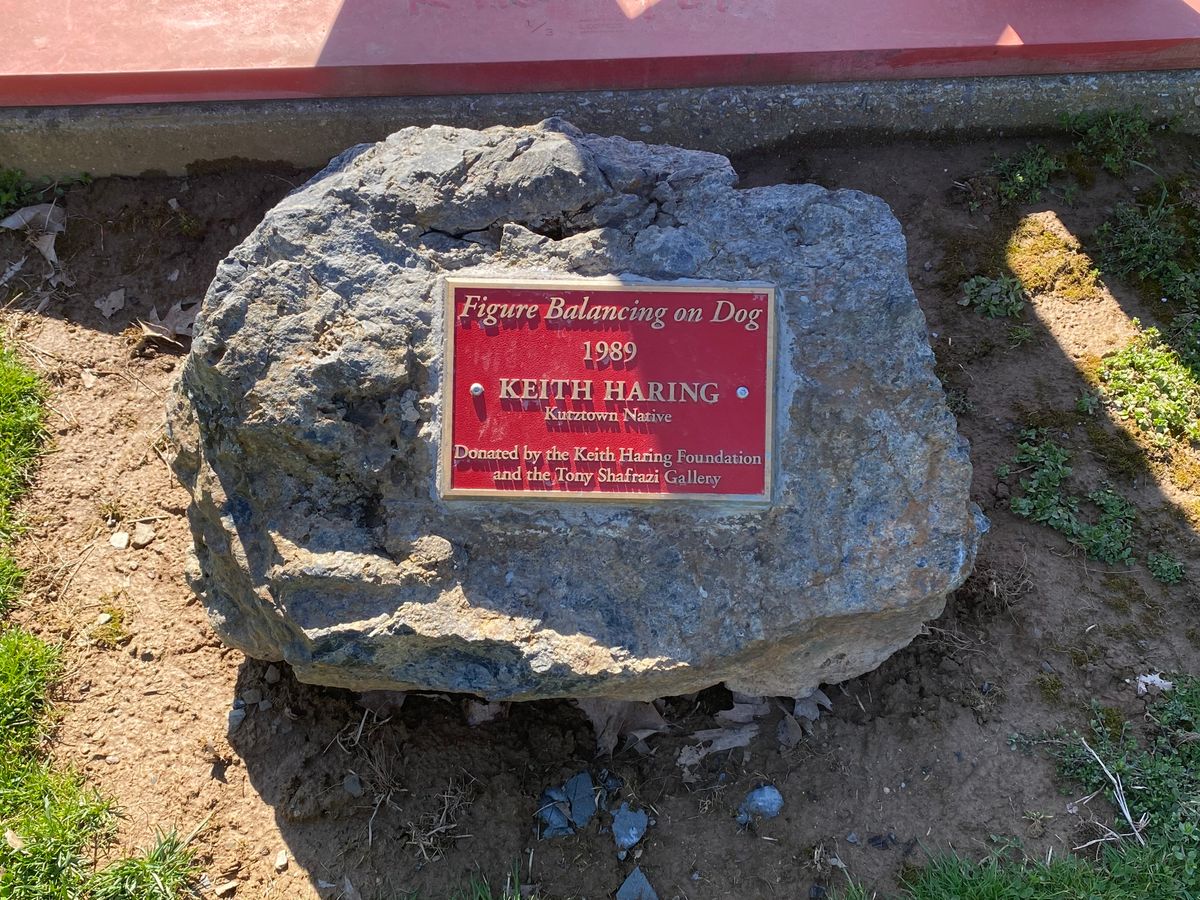 Figure Balancing on Dog
1989
KEITH HARING
Kutztown Native
Donated by the Keith Haring Foundation
and the Tony Shafrazi Gallery